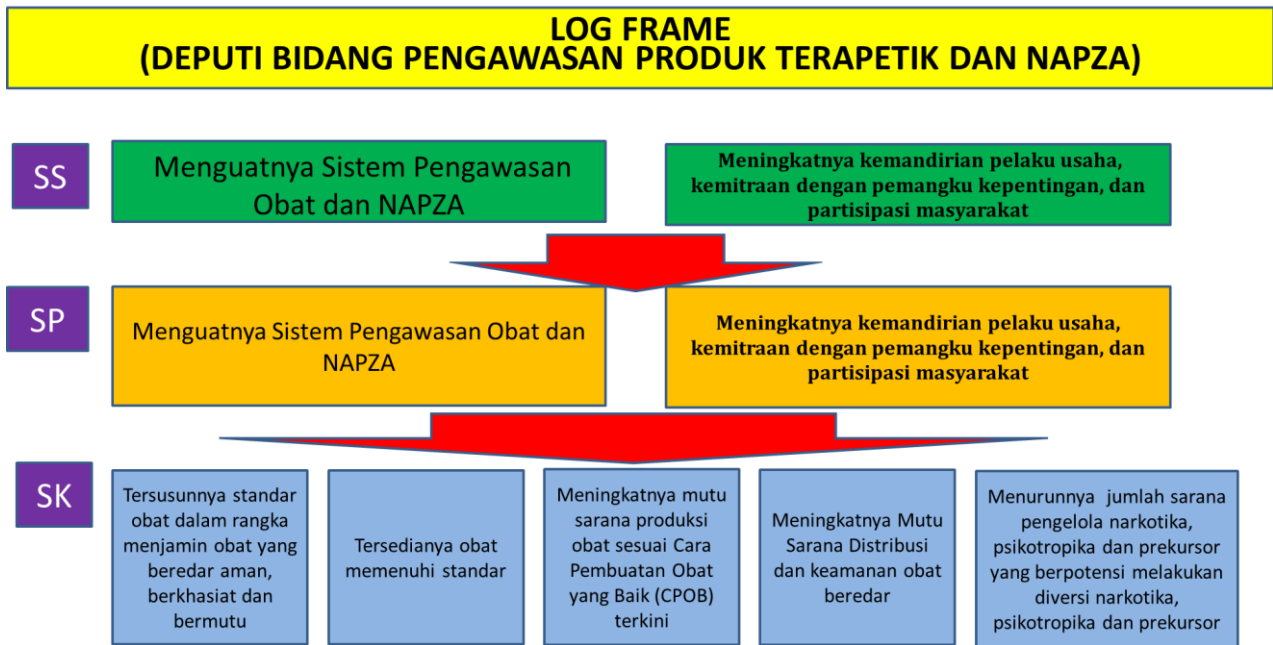 LOG FRAME
(DEPUTI BIDANG PENGAWASAN PRODUK TERAPETIK DAN NAPZA)
SS
Menguatnya Sistem Pengawasan
Obat dan NAPZA
Meningkatnya kemandirian pelaku usaha,
kemitraan dengan pemangku kepentingan, dan
partisipasi masyarakat
SP
Menguatnya Sistem Pengawasan Obat dan
NAPZA
Meningkatnya kemandirian pelaku usaha,
kemitraan dengan pemangku kepentingan, dan
partisipasi masyarakat
SK
Tersusunnya standar
obat dalam rangka
menjamin obat yang
beredar aman,
berkhasiat dan
bermutu
Tersedianya obat
memenuhi standar
Meningkatnya mutu
sarana produksi
obat sesuai Cara
Pembuatan Obat
yang Baik (CPOB)
terkini
Meningkatnya Mutu
Sarana Distribusi
dan keamanan obat
beredar
Menurunnya jumlah sarana
pengelola narkotika,
psikotropika dan prekursor
yang berpotensi melakukan
diversi narkotika,
psikotropika dan prekursor